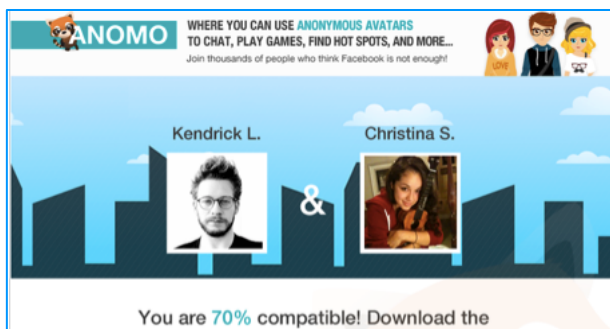 ANOMO
WHERE YOU CAN USE ANONYMOUS AVATARS
TO CHAT, PLAY GAMES, FIND HOT SPOTS, AND MORE...
Join thousands of people who think Facebook is not enough!
LOVE
Kendrick L.
Christina S.
&
You are 70% compatible! Download the